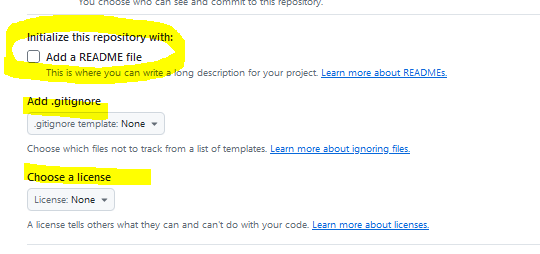 You choose who can see and commit to this repository.
Initialize this repository with:
Add a README file
This is where you can write a long description for your project. Learn more about READMEs.
Add .gitignore
.gitignore template: None
Choose which files not to track from a list of templates. Learn more about ignoring files.
Choose a license
License: None
A license tells others what they can and can't do with your code. Learn more about licenses.